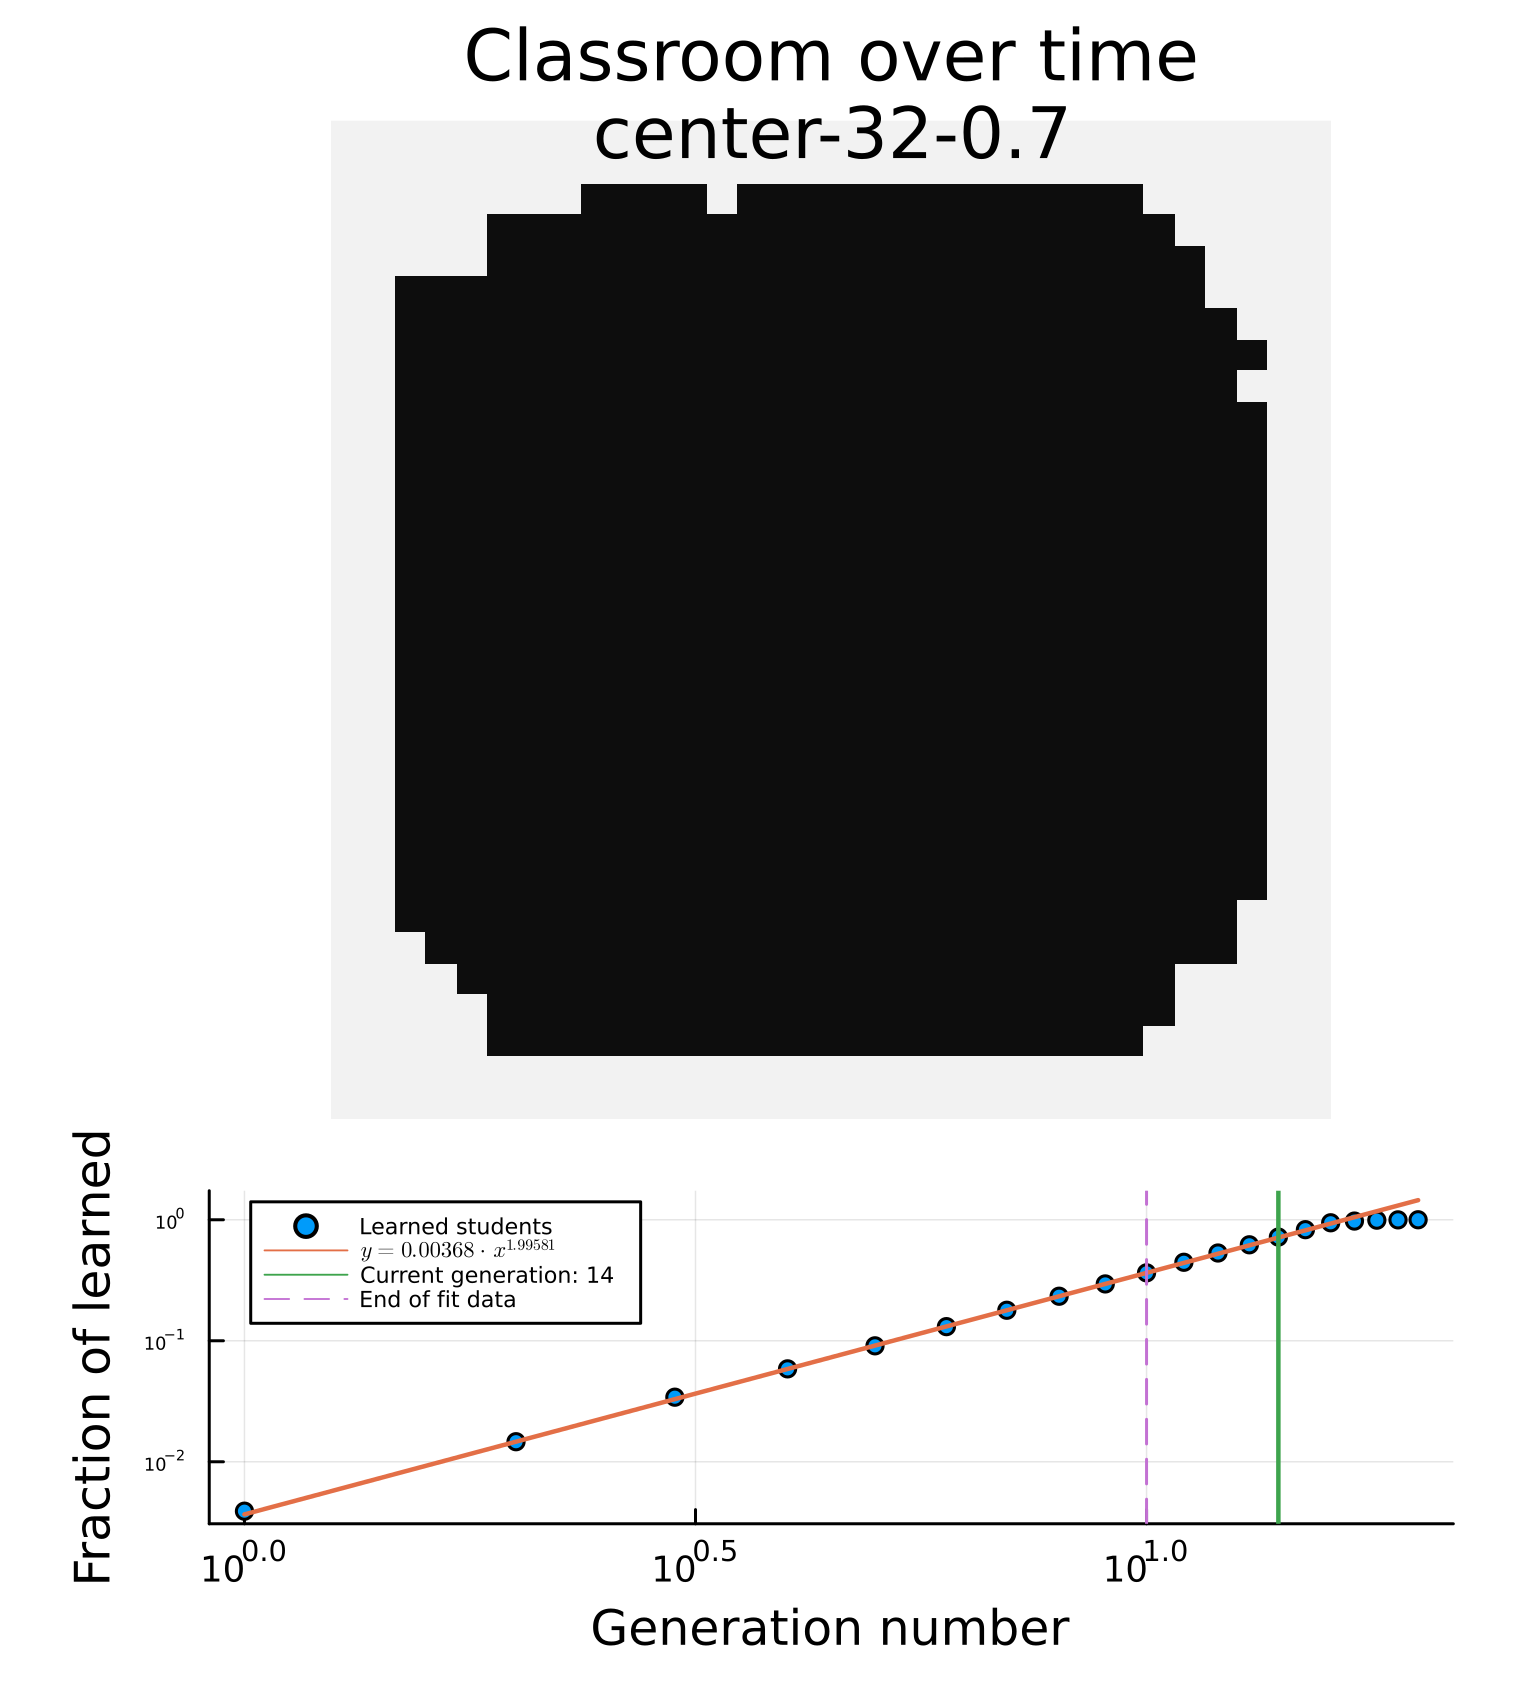 Classroom over time
center-32-0.7
Fraction of learned
10⁰
10⁻¹
10⁻²
Learned students
y = 0.00368 · x^1.99581
Current generation: 14
End of fit data
10^0.0 10^0.5 10^1.0
Generation number